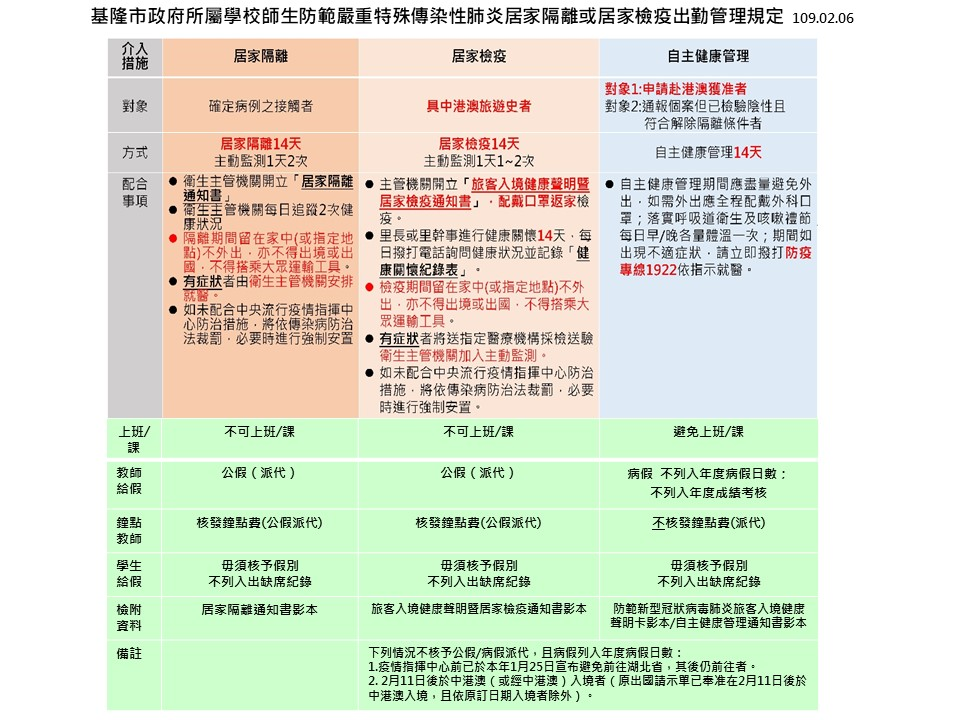 基隆市政府所屬學校師生防範嚴重特殊傳染性肺炎居家隔離或居家檢疫出勤管理規定 109.02.06
介入
措施
居家隔離
居家檢疫
自主健康管理
對象
確定病例之接觸者
具中港澳旅遊史者
對象1:申請赴港澳獲准者
對象2:通報個案但已檢驗陰性且
符合解除隔離條件者
方式
居家隔離14天
主動監測1天2次
居家檢疫14天
主動監測1天1~2次
自主健康管理14天
配合
事項
● 衛生主管機關開立「居家隔離
通知書」
● 衛生主管機關每日追蹤2次健
康狀況
● 隔離期間留在家中(或指定地
點)不外出，亦不得出境或出
國，不得搭乘大眾運輸工具。
● 有症狀者由衛生主管機關安排
就醫。
● 如未配合中央流行疫情指揮中
心防治措施，將依傳染病防治
法裁罰，必要時進行強制安置
● 主管機關開立「旅客入境健康聲明暨
居家檢疫通知書」，配戴口罩返家檢
疫。
● 里長或里幹事進行健康關懷14天，每
日撥打電話詢問健康狀況並記錄「健
康關懷紀錄表」。
● 檢疫期間留在家中(或指定地點)不外
出，亦不得出境或出國，不得搭乘大
眾運輸工具。
● 有症狀者將送指定醫療機構採檢送驗
衛生主管機關加入主動監測。
● 如未配合中央流行疫情指揮中心防治
措施，將依傳染病防治法裁罰，必要
時進行強制安置。
● 自主健康管理期間應盡量避免外
出，如需外出應全程配戴外科口
罩；落實呼吸道衛生及咳嗽禮節
每日早/晚各量體溫一次；期間如
出現不適症狀，請立即撥打防疫
專線1922依指示就醫。
上班/
課
不可上班/課
不可上班/課
避免上班/課
教師
給假
公假（派代）
公假（派代）
病假 不列入年度病假日數；
不列入年度成績考核
鐘點
教師
核發鐘點費(公假派代)
核發鐘點費(公假派代)
不核發鐘點費(派代)
學生
給假
毋須核予假別
不列入出缺席紀錄
毋須核予假別
不列入出缺席紀錄
毋須核予假別
不列入出缺席紀錄
檢附
資料
居家隔離通知書影本
旅客入境健康聲明暨居家檢疫通知書影本
防範新型冠狀病毒肺炎旅客入境健康
聲明卡影本/自主健康管理通知書影本
備註
下列情況不核予公假/病假派代，且病假列入年度病假日數：
1.疫情指揮中心前已於本年1月25日宣布避免前往湖北省，其後仍前往者。
2. 2月11日後於中港澳（或經中港澳）入境者（原出國請示單已奉准在2月11日後於
中港澳入境，且依原訂日期入境者除外）。